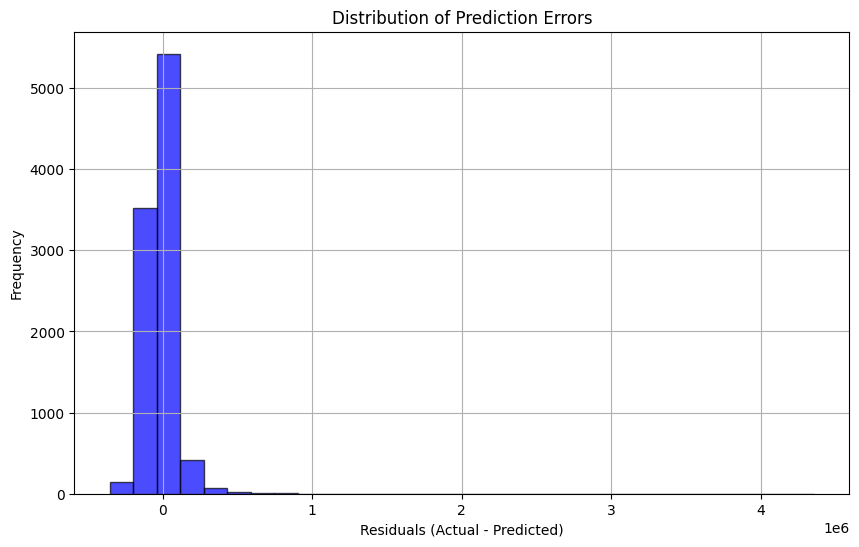 Distribution of Prediction Errors
5000
4000
3000
2000
1000
0
Frequency
0 1 2 3 4
1e6
Residuals (Actual - Predicted)